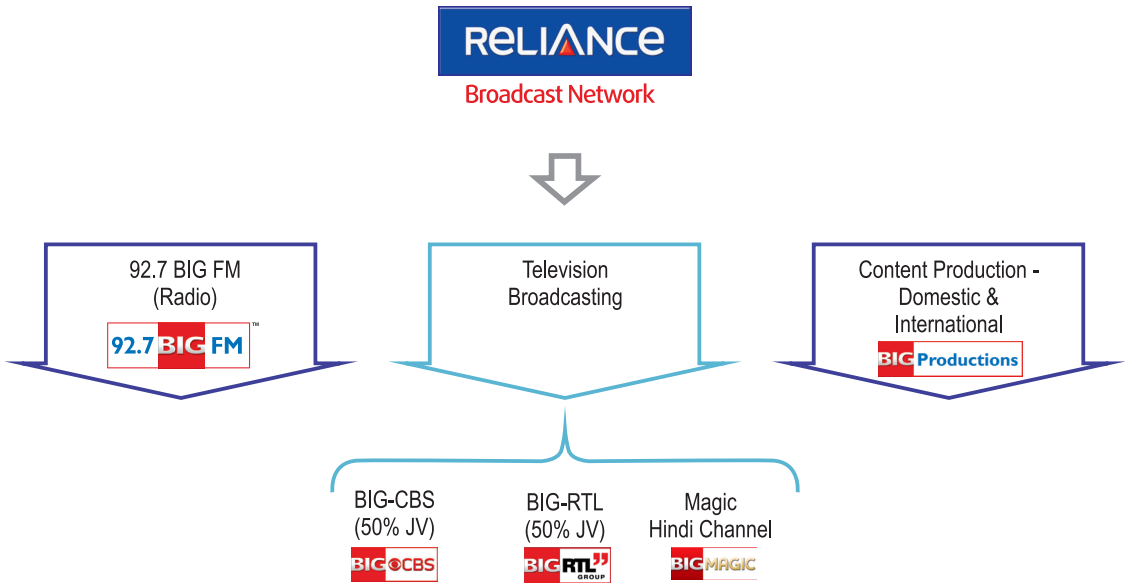 RELIANCE
Broadcast Network
92.7 BIG FM
(Radio)
92.7 BIG FM ™
Television
Broadcasting
Content Production -
Domestic &
International
BIG Productions
BIG-CBS
(50% JV)
BIG CBS
BIG-RTL
(50% JV)
BIG RTL
GROUP
Magic
Hindi Channel
BIG MAGIC